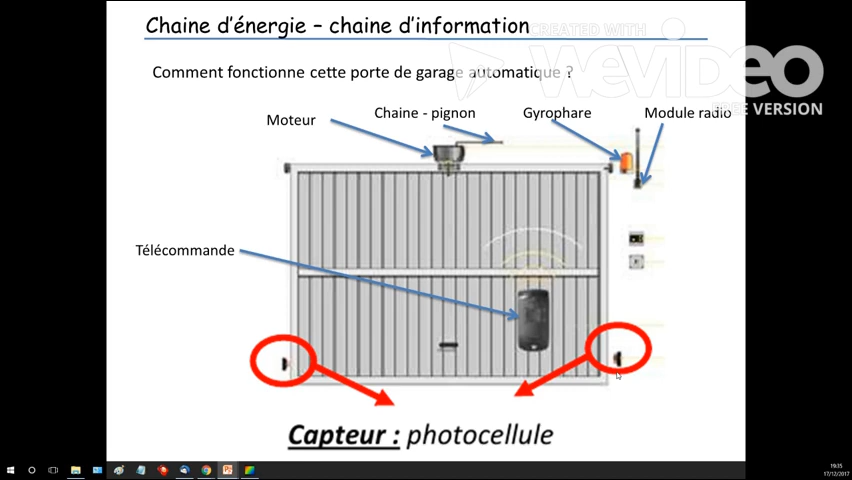 Chaine d'énergie – chaine d'information
CREATED WITH
wevideo
VERSION
Comment fonctionne cette porte de garage automatique ?
Moteur
Chaine - pignon
Gyrophare
Module radio
Télécommande
Capteur : photocellule
19:35
17/12/2017